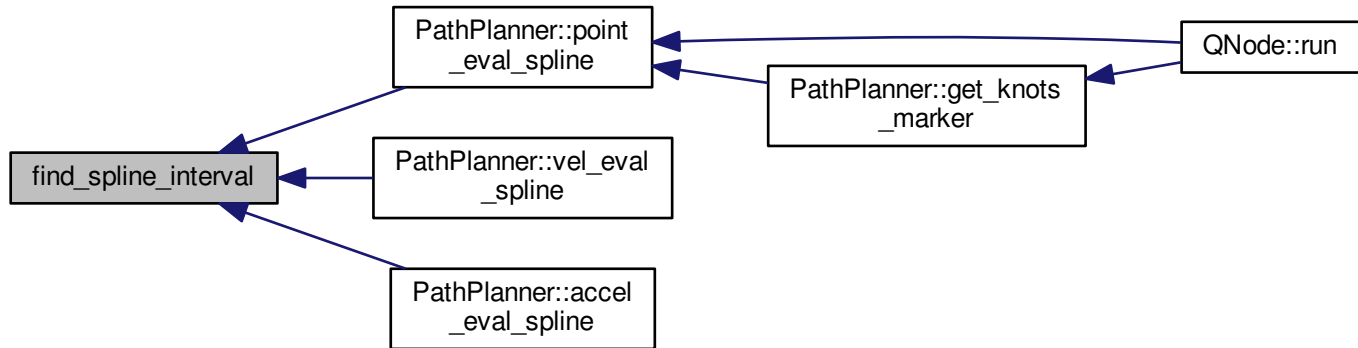 PathPlanner::point
_eval_spline
QNode::run
PathPlanner::get_knots
_marker
find_spline_interval
PathPlanner::vel_eval
_spline
PathPlanner::accel
_eval_spline